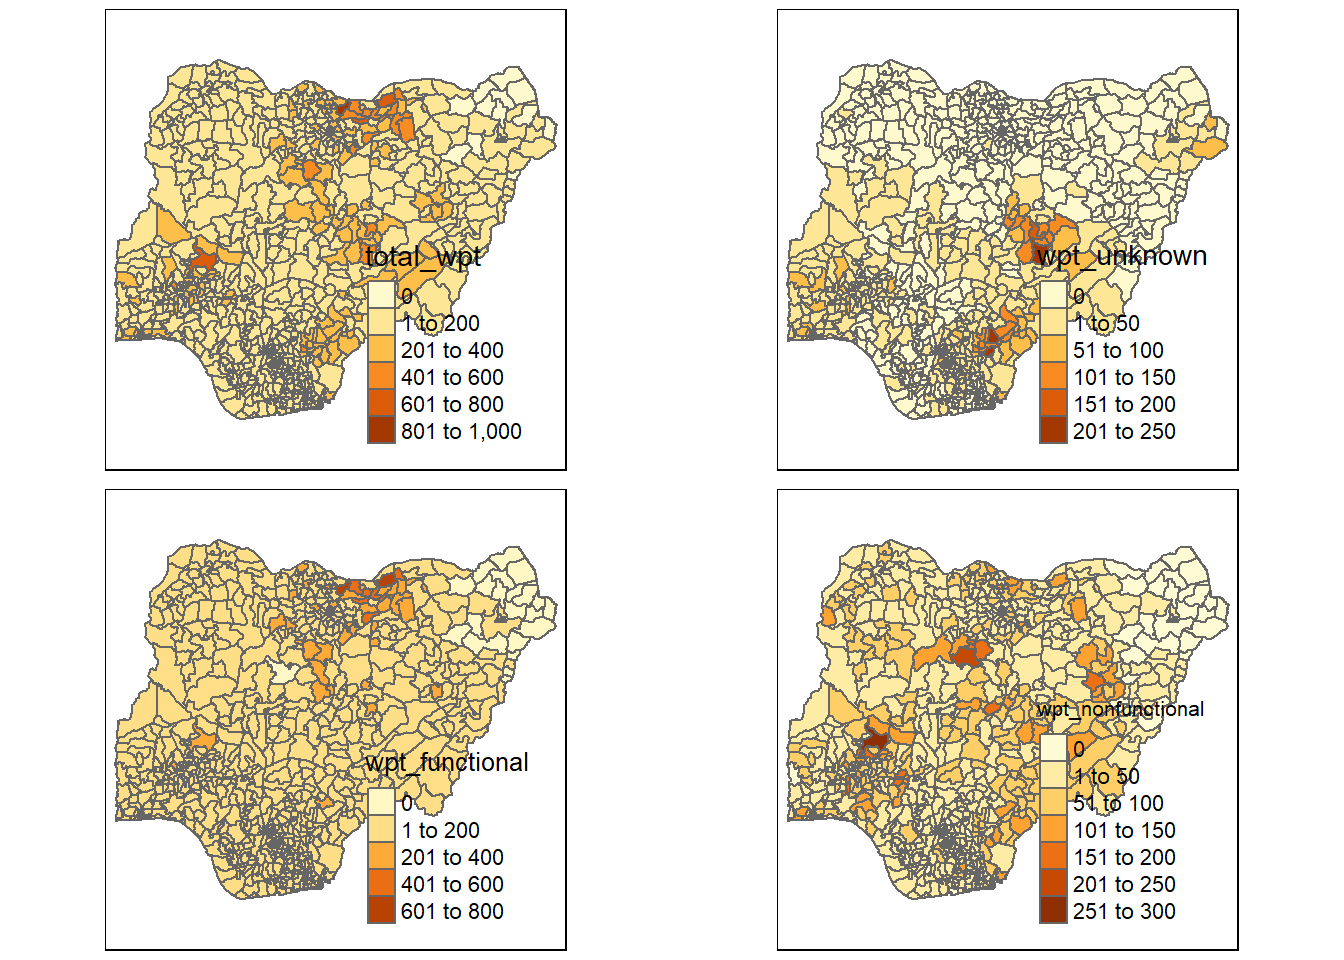 total_wpt
0
1 to 200
201 to 400
401 to 600
601 to 800
801 to 1,000
wpt_unknown
0
1 to 50
51 to 100
101 to 150
151 to 200
201 to 250
wpt_functional
0
1 to 200
201 to 400
401 to 600
601 to 800
wpt_nonfunctional
0
1 to 50
51 to 100
101 to 150
151 to 200
201 to 250
251 to 300